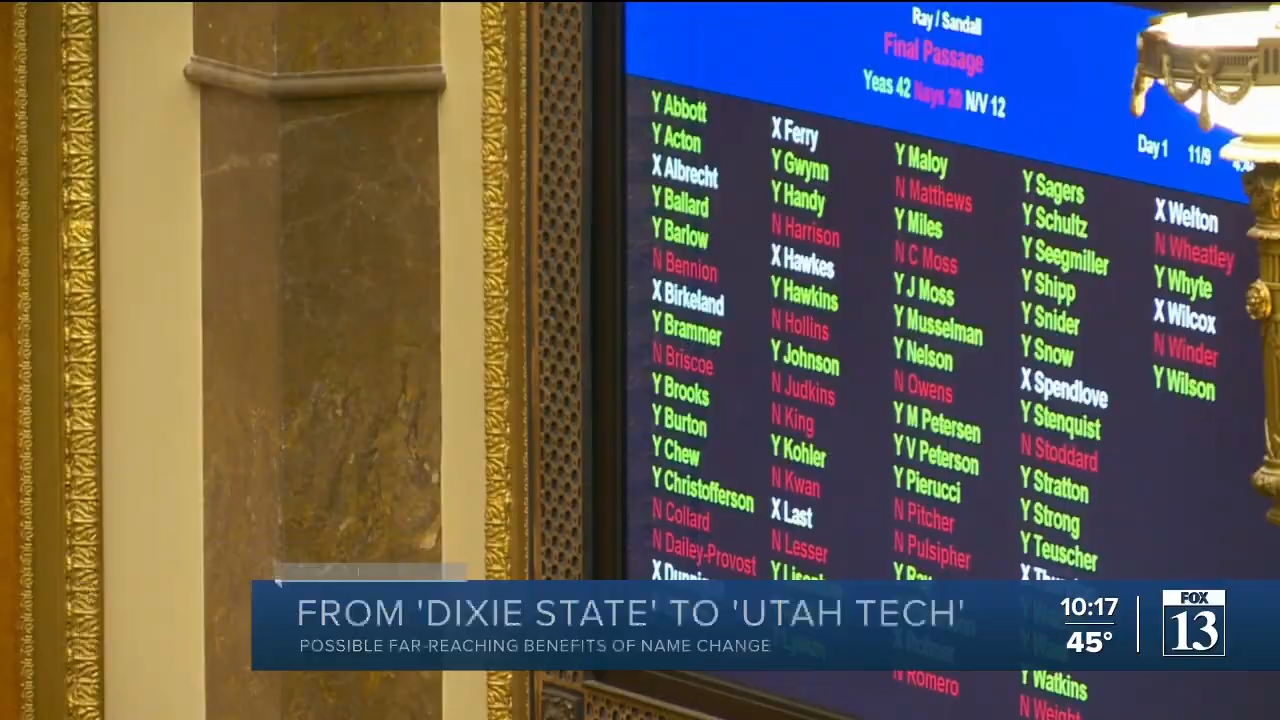 Ray / Sandall
Final Passage
Yeas 42 Nays 20 N/V 12
Day 1 11/9
Y Abbott
Y Acton
X Albrecht
Y Ballard
Y Barlow
N Bennion
X Birkeland
Y Brammer
N Briscoe
Y Brooks
Y Burton
Y Chew
Y Christofferson
N Collard
N Dailey-Provost
X
X Ferry
Y Gwynn
Y Handy
N Harrison
X Hawkes
Y Hawkins
N Hollins
Y Johnson
N Judkins
N King
Y Kohler
N Kwan
X Last
N Lesser
Y
Y Maloy
N Matthews
Y Miles
N C Moss
Y J Moss
Y Musselman
Y Nelson
N Owens
Y M Petersen
Y V Peterson
Y Pierucci
N Pitcher
N Pulsipher
Y Ray
N Romero
Y Sagers
Y Schultz
Y Seegmiller
Y Shipp
Y Snider
Y Snow
X Spendlove
Y Stenquist
N Stoddard
Y Stratton
Y Strong
Y Teuscher
X
Y Watkins
N Weight
X Welton
N Wheatley
Y Whyte
X Wilcox
N Winder
Y Wilson
FROM 'DIXIE STATE' TO 'UTAH TECH'
POSSIBLE FAR-REACHING BENEFITS OF NAME CHANGE
10:17
45°
FOX
13